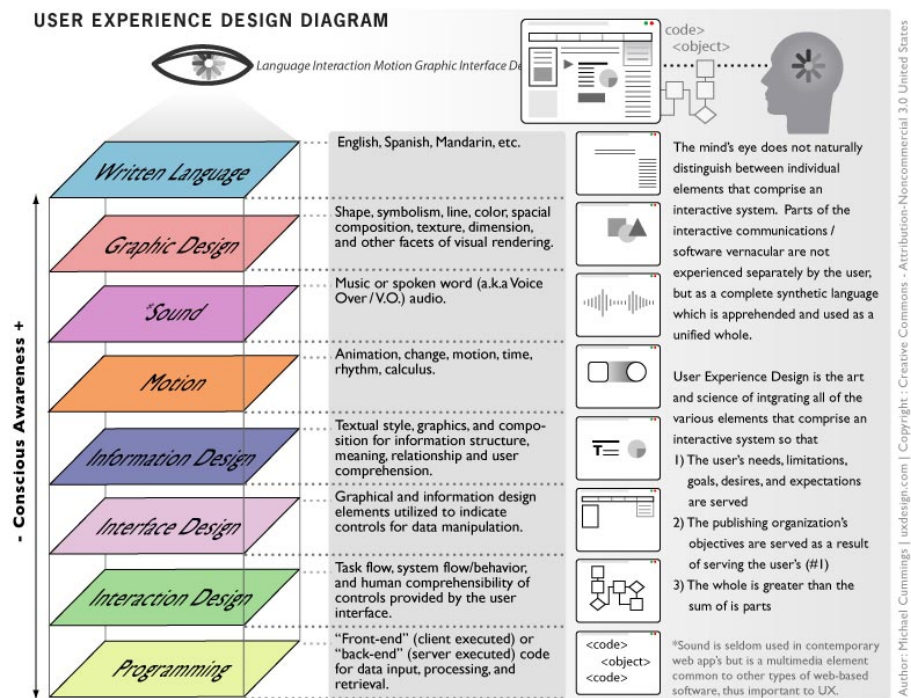 USER EXPERIENCE DESIGN DIAGRAM
Language Interaction Motion Graphic Interface De
code>
<object>
Written Language
English, Spanish, Mandarin, etc.
Graphic Design
Shape, symbolism, line, color, spacial
composition, texture, dimension,
and other facets of visual rendering.
*Sound
Music or spoken word (a.k.a Voice
Over / V.O.) audio.
Motion
Animation, change, motion, time,
rhythm, calculus.
Information Design
Textual style, graphics, and compo-
sition for information structure,
meaning, relationship and user
comprehension.
T
Interface Design
Graphical and information design
elements utilized to indicate
controls for data manipulation.
Interaction Design
Task flow, system flow/behavior,
and human comprehensibility of
controls provided by the user
interface.
Programming
"Front-end" (client executed) or
"back-end" (server executed) code
for data input, processing, and
retrieval.
<code>
<object>
<code>
- Conscious Awareness +
The mind's eye does not naturally
distinguish between individual
elements that comprise an
interactive system. Parts of the
interactive communications /
software vernacular are not
experienced separately by the user,
but as a complete synthetic language
which is apprehended and used as a
unified whole.
User Experience Design is the art
and science of intgrating all of the
various elements that comprise an
interactive system so that
1) The user's needs, limitations,
goals, desires, and expectations
are served
2) The publishing organization's
objectives are served as a result
of serving the user's (#1)
3) The whole is greater than the
sum of is parts
*Sound is seldom used in contemporary
web app's but is a multimedia element
common to other types of web-based
software, thus important to UX.
Author: Michael Cummings | uxdesign.com | Copyright : Creative Commons - Attribution-Noncommercial 3.0 United States